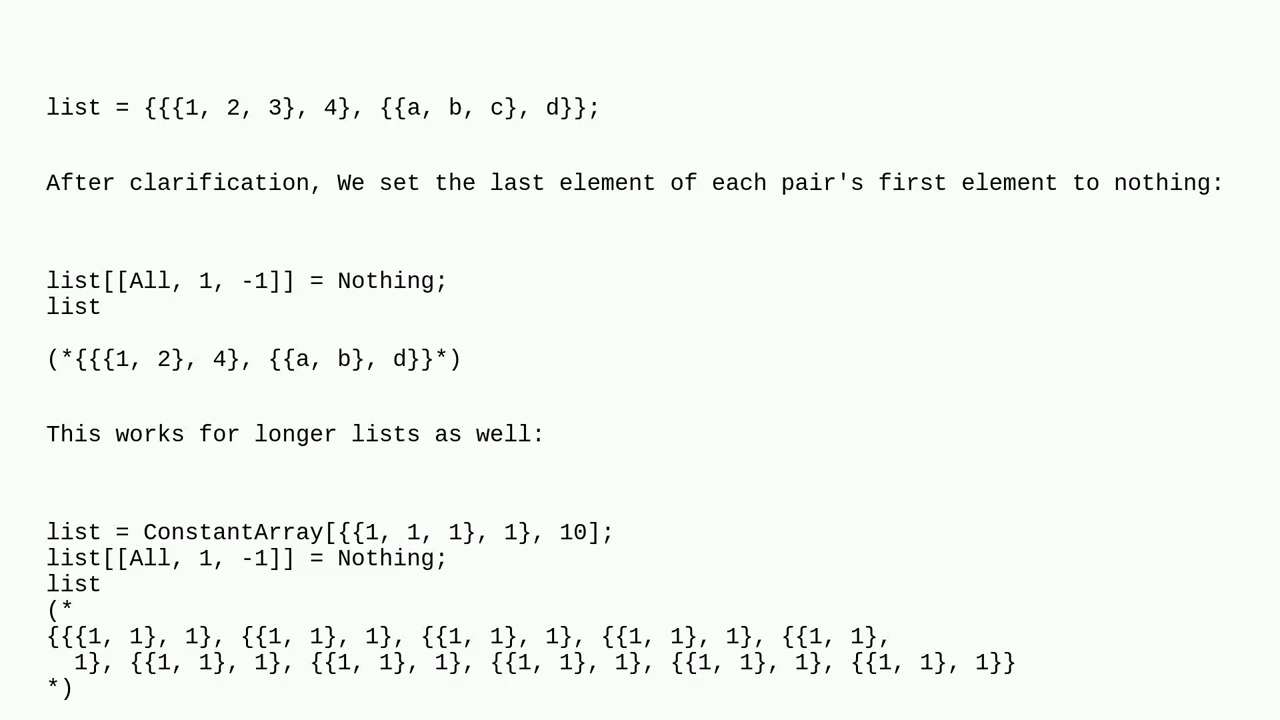 list = {{{1, 2, 3}, 4}, {{a, b, c}, d}};
After clarification, We set the last element of each pair's first element to nothing:
list[[All, 1, -1]] = Nothing;
list
(*{{{1, 2}, 4}, {{a, b}, d}}*)
This works for longer lists as well:
list = ConstantArray[{{1, 1, 1}, 1}, 10];
list[[All, 1, -1]] = Nothing;
list
(*
{{{1, 1}, 1}, {{1, 1}, 1}, {{1, 1}, 1}, {{1, 1}, 1}, {{1, 1},
  1}, {{1, 1}, 1}, {{1, 1}, 1}, {{1, 1}, 1}, {{1, 1}, 1}, {{1, 1}, 1}}
*)